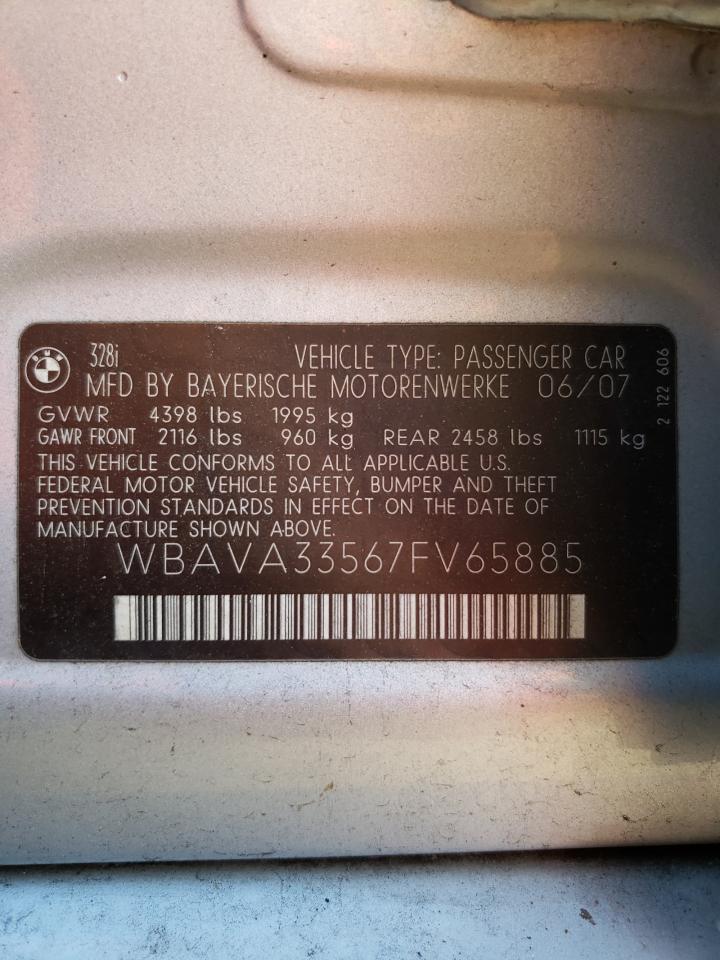 BMW
328i VEHICLE TYPE: PASSENGER CAR
MFD BY BAYERISCHE MOTORENWERKE 06/07
GVWR 4398 lbs 1995 kg
GAWR FRONT 2116 lbs 960 kg REAR 2458 lbs 1115 kg
THIS VEHICLE CONFORMS TO ALL APPLICABLE U.S.
FEDERAL MOTOR VEHICLE SAFETY, BUMPER AND THEFT
PREVENTION STANDARDS IN EFFECT ON THE DATE OF
MANUFACTURE SHOWN ABOVE.
WBAVA33567FV65885
2 122 606